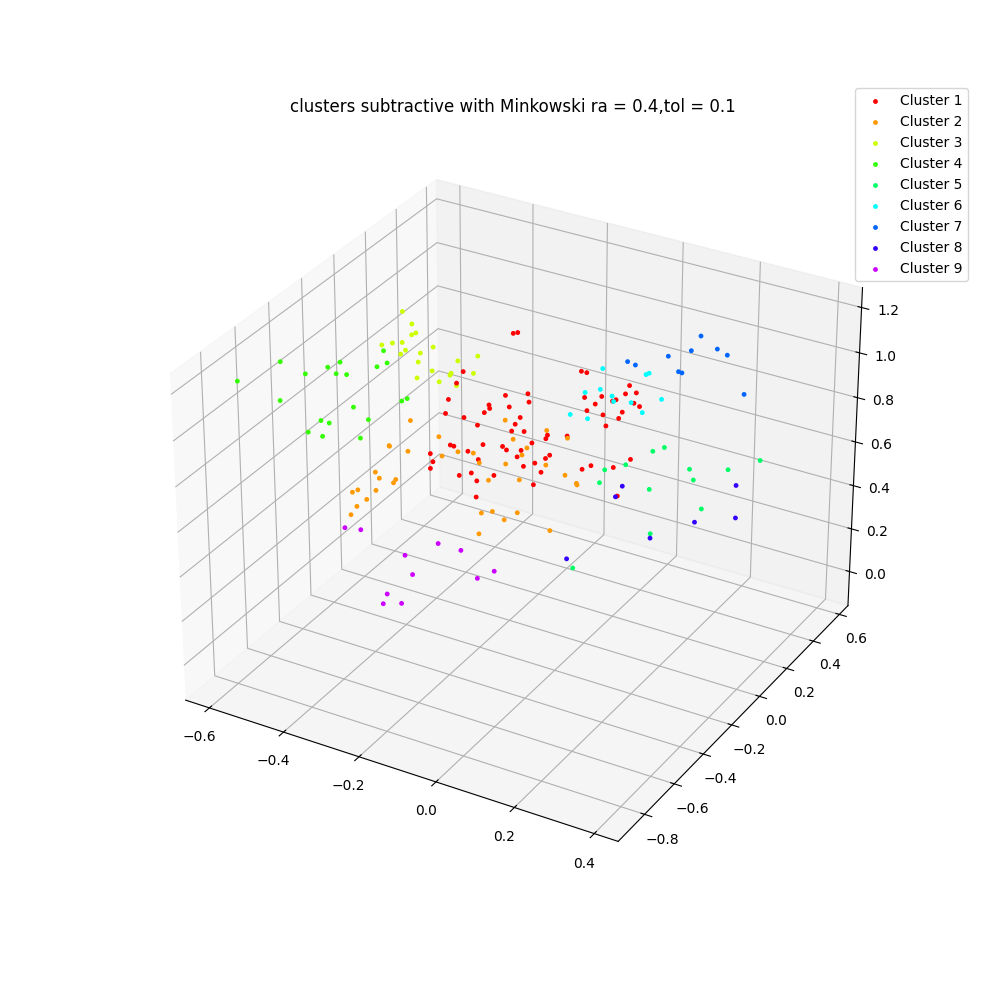 clusters subtractive with Minkowski ra = 0.4,tol = 0.1
Cluster 1
Cluster 2
Cluster 3
Cluster 4
Cluster 5
Cluster 6
Cluster 7
Cluster 8
Cluster 9
1.2
1.0
0.8
0.6
0.4
0.2
0.0
0.6
0.4
0.2
0.0
−0.2
−0.4
−0.6
−0.8
−0.6
−0.4
−0.2
0.0
0.2
0.4